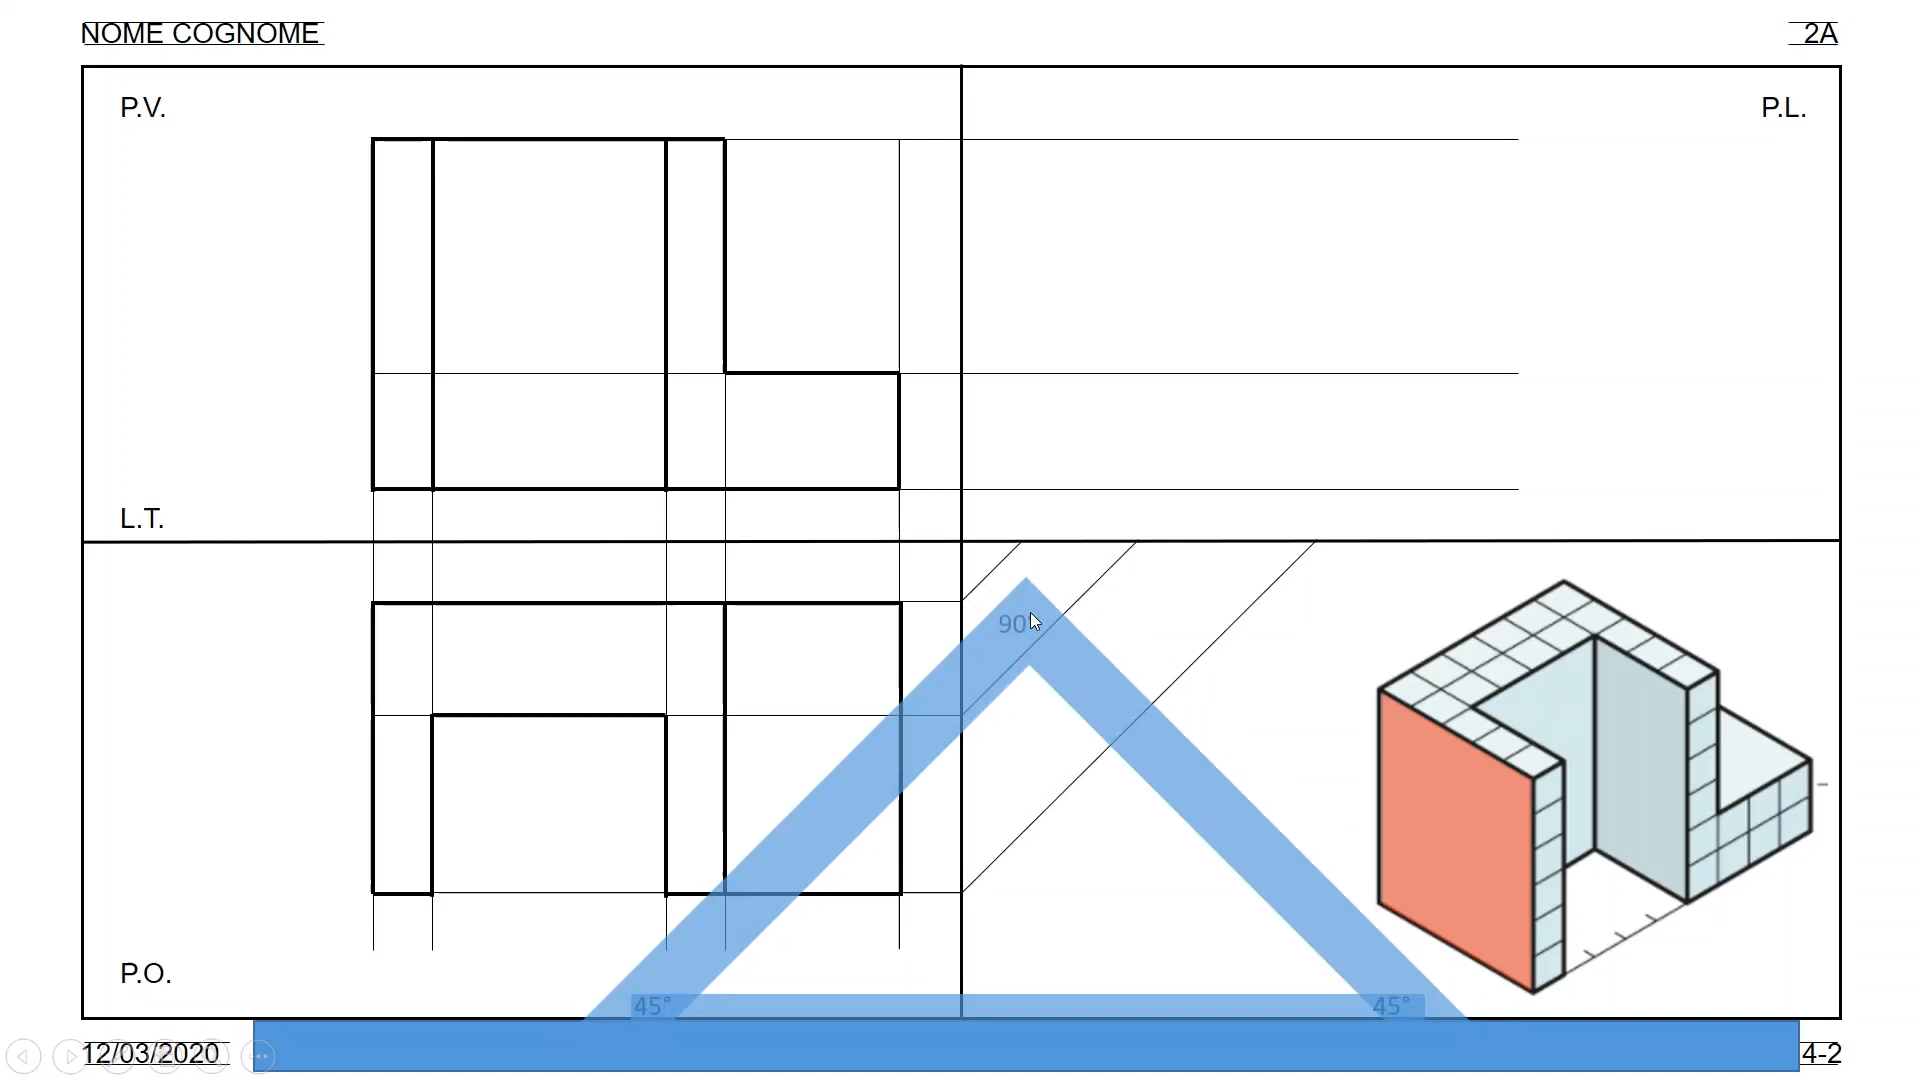 NOME COGNOME
2A
P.V.
P.L.
L.T.
90°
P.O.
45°
45°
12/03/2020
4-2